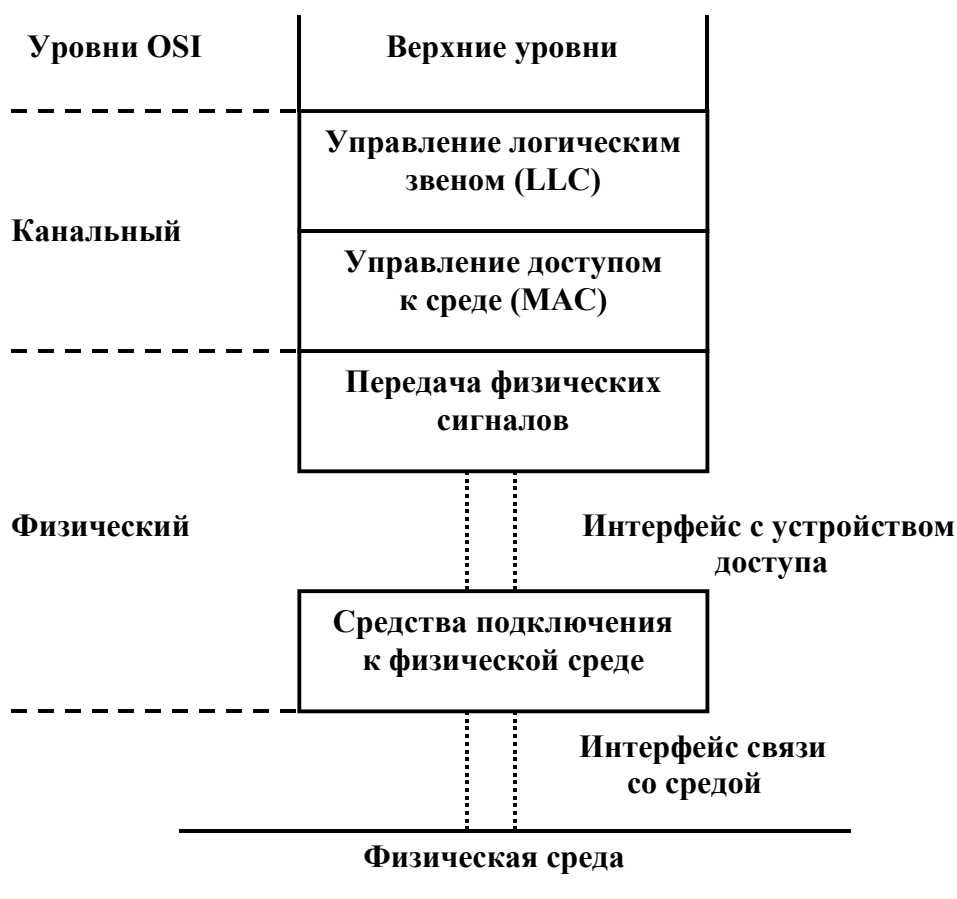 Уровни OSI
Верхние уровни
Управление логическим
звеном (LLC)
Канальный
Управление доступом
к среде (MAC)
Передача физических
сигналов
Физический
Интерфейс с устройством
доступа
Средства подключения
к физической среде
Интерфейс связи
со средой
Физическая среда